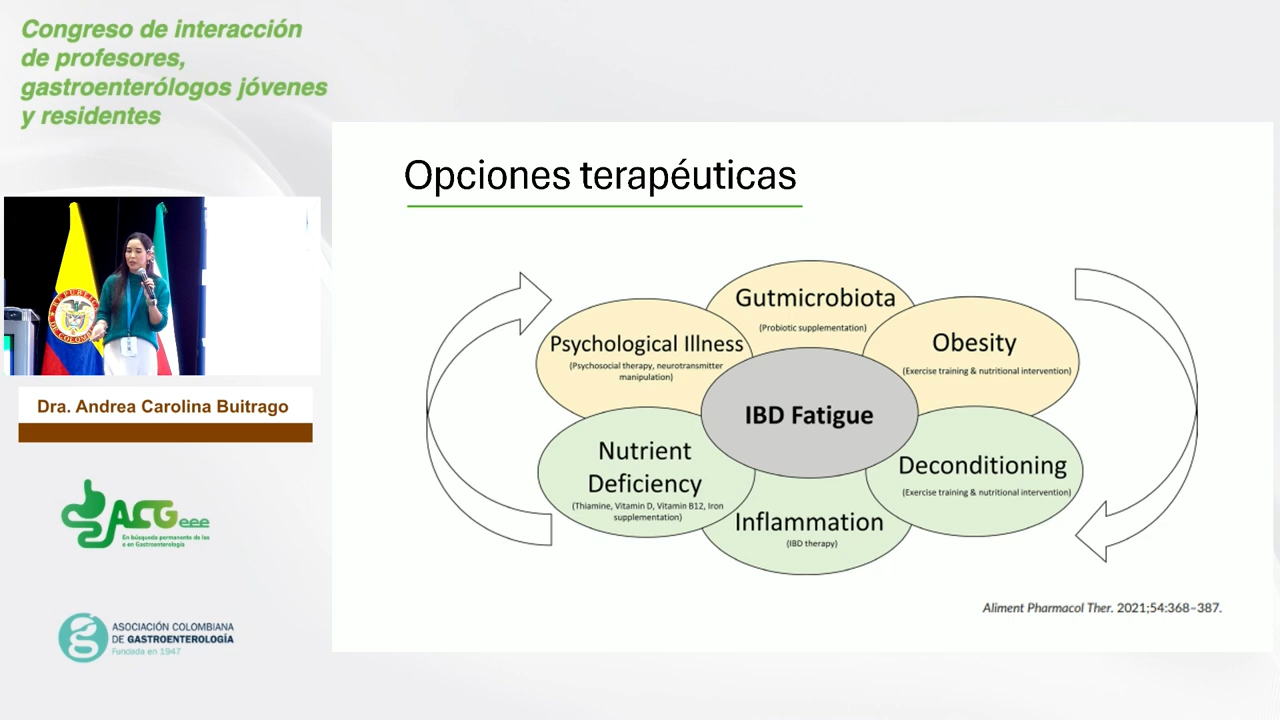 Congreso de interacción
de profesores,
gastroenterólogos jóvenes
y residentes
Opciones terapéuticas
Gutmicrobiota
(Probiotic supplementation)
Psychological Illness
(Psychosocial therapy, neurotransmitter
manipulation)
Obesity
(Exercise training & nutritional intervention)
IBD Fatigue
Nutrient
Deficiency
(Thiamine, Vitamin D, Vitamin B12, Iron
supplementation)
Deconditioning
(Exercise training & nutritional intervention)
Inflammation
(IBD therapy)
Aliment Pharmacol Ther. 2021;54:368–387.
Dra. Andrea Carolina Buitrago
ACGeee
En búsqueda permanente de las
e en Gastroenterología
ASOCIACIÓN COLOMBIANA
DE GASTROENTEROLOGÍA
Fundada en 1947